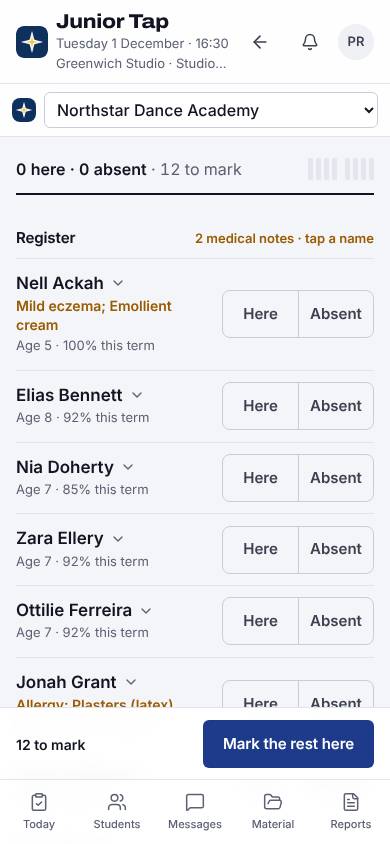 Junior Tap
Tuesday 1 December · 16:30
Greenwich Studio · Studio...
PR
Northstar Dance Academy
0 here · 0 absent · 12 to mark
Register
2 medical notes · tap a name
Nell Ackah
Mild eczema; Emollient
cream
Age 5 · 100% this term
Here
Absent
Elias Bennett
Age 8 · 92% this term
Here
Absent
Nia Doherty
Age 7 · 85% this term
Here
Absent
Zara Ellery
Age 7 · 92% this term
Here
Absent
Ottilie Ferreira
Age 7 · 92% this term
Here
Absent
Jonah Grant
Allergy: Plasters (latex)
Here
Absent
12 to mark
Mark the rest here
Today
Students
Messages
Material
Reports